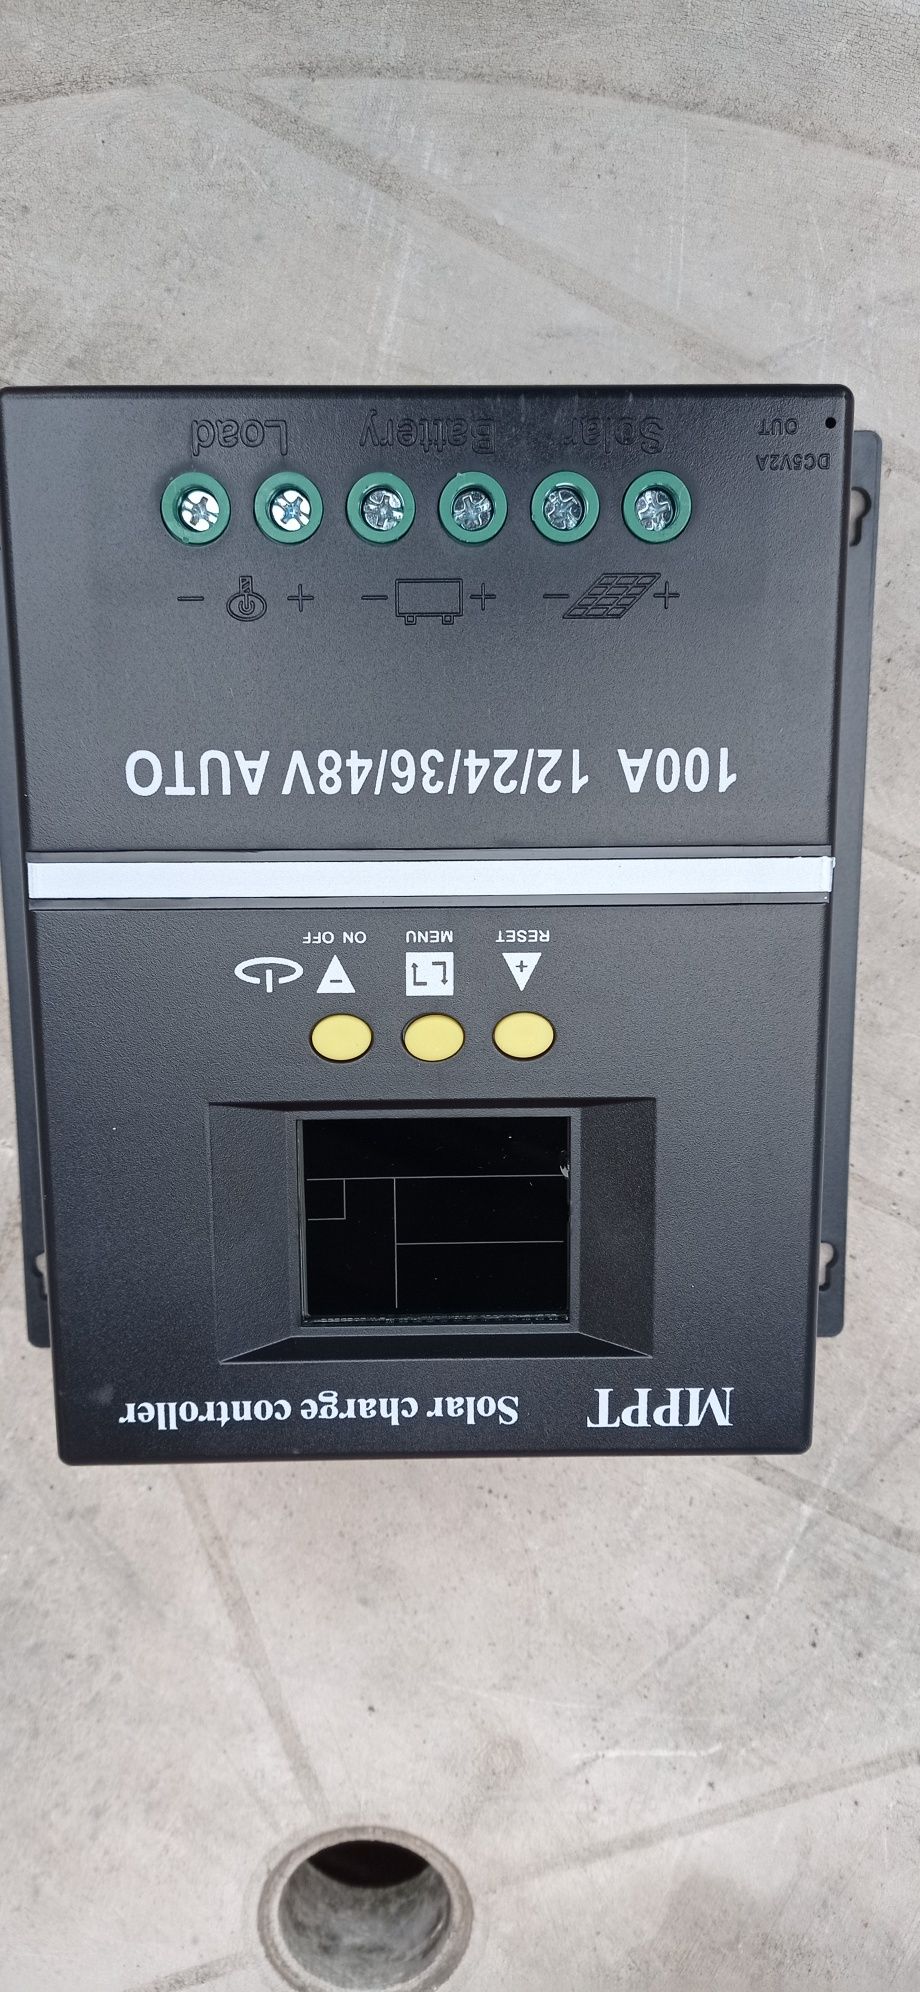 MPPT Solar charge controller
+ -
RESET MENU ON OFF
100A 12/24/36/48V AUTO
+ - + - + -
DC5V2A
OUT
Solar Battery Load